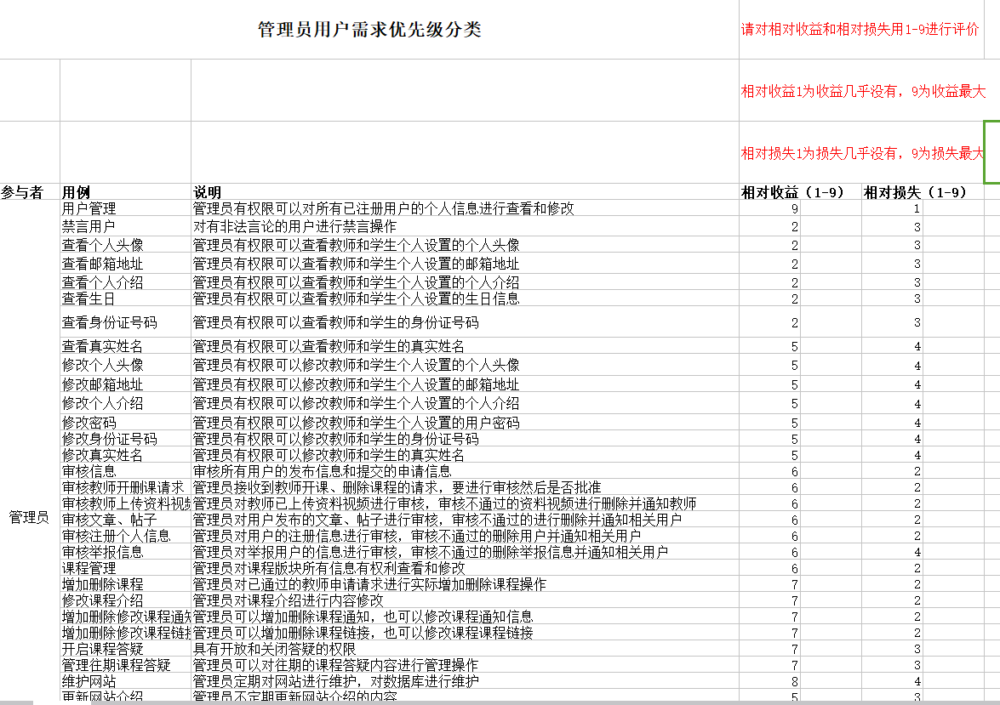 管理员用户需求优先级分类 请对相对收益和相对损失用1-9进行评价
相对收益1为收益几乎没有，9为收益最大
相对损失1为损失几乎没有，9为损失最大
参与者 用例 说明 相对收益（1-9） 相对损失（1-9）
用户管理 管理员有权限可以对所有已注册用户的个人信息进行查看和修改 9 1
禁言用户 对有非法言论的用户进行禁言操作 2 3
查看个人头像 管理员有权限可以查看教师和学生个人设置的个人头像 2 3
查看邮箱地址 管理员有权限可以查看教师和学生个人设置的邮箱地址 2 3
查看个人介绍 管理员有权限可以查看教师和学生个人设置的个人介绍 2 3
查看生日 管理员有权限可以查看教师和学生个人设置的生日信息 2 3
查看身份证号码 管理员有权限可以查看教师和学生的身份证号码 2 3
查看真实姓名 管理员有权限可以查看教师和学生的真实姓名 5 4
修改个人头像 管理员有权限可以修改教师和学生个人设置的个人头像 5 4
修改邮箱地址 管理员有权限可以修改教师和学生个人设置的邮箱地址 5 4
修改个人介绍 管理员有权限可以修改教师和学生个人设置的个人介绍 5 4
修改密码 管理员有权限可以修改教师和学生个人设置的用户密码 5 4
修改身份证号码 管理员有权限可以修改教师和学生的身份证号码 5 4
修改真实姓名 管理员有权限可以修改教师和学生的真实姓名 5 4
审核信息 审核所有用户的发布信息和提交的申请信息 6 2
审核教师开删课请求 管理员接收到教师开课、删除课程的请求，要进行审核然后是否批准 6 2
审核教师上传资料视频 管理员对教师已上传资料视频进行审核，审核不通过的资料视频进行删除并通知教师 6 2
管理员 审核文章、帖子 管理员对用户发布的文章、帖子进行审核，审核不通过的进行删除并通知相关用户 6 2
审核注册个人信息 管理员对用户的注册信息进行审核，审核不通过的删除用户并通知相关用户 6 2
审核举报信息 管理员对举报用户的信息进行审核，审核不通过的删除举报信息并通知相关用户 6 4
课程管理 管理员对课程版块所有信息有权利查看和修改 6 2
增加删除课程 管理员对已通过的教师申请请求进行实际增加删除课程操作 7 2
修改课程介绍 管理员对课程介绍进行内容修改 7 2
增加删除修改课程通知 管理员可以增加删除课程通知，也可以修改课程通知信息 7 2
增加删除修改课程链接 管理员可以增加删除课程链接，也可以修改课程课程链接 7 2
开启课程答疑 具有开放和关闭答疑的权限 7 3
管理往期课程答疑 管理员可以对往期的课程答疑内容进行管理操作 7 3
维护网站 管理员定期对网站进行维护，对数据库进行维护 8 4
更新网站介绍 管理员不定期更新网站介绍的内容 5 3